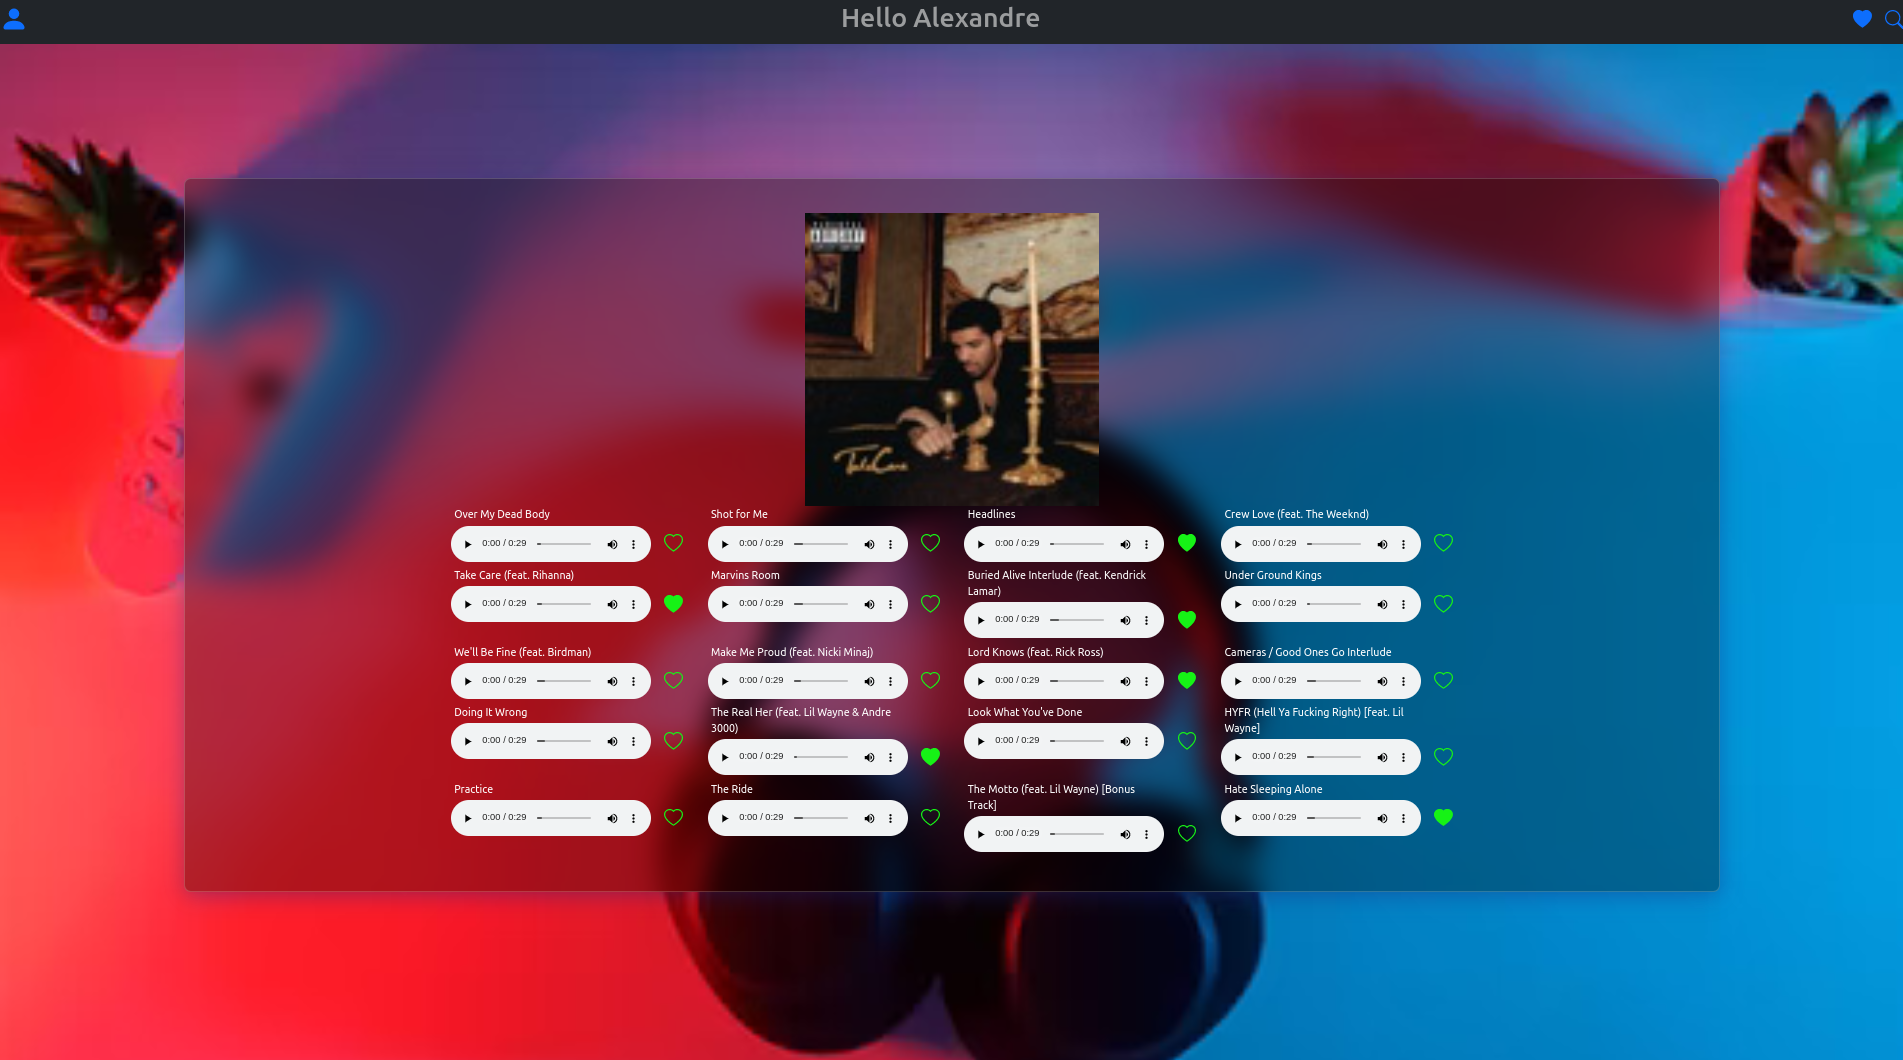 Hello Alexandre
TakeCare
Over My Dead Body
0:00 / 0:29
Shot for Me
0:00 / 0:29
Headlines
0:00 / 0:29
Crew Love (feat. The Weeknd)
0:00 / 0:29
Take Care (feat. Rihanna)
0:00 / 0:29
Marvins Room
0:00 / 0:29
Buried Alive Interlude (feat. Kendrick
Lamar)
0:00 / 0:29
Under Ground Kings
0:00 / 0:29
We'll Be Fine (feat. Birdman)
0:00 / 0:29
Make Me Proud (feat. Nicki Minaj)
0:00 / 0:29
Lord Knows (feat. Rick Ross)
0:00 / 0:29
Cameras / Good Ones Go Interlude
0:00 / 0:29
Doing It Wrong
0:00 / 0:29
The Real Her (feat. Lil Wayne & Andre
3000)
0:00 / 0:29
Look What You've Done
0:00 / 0:29
HYFR (Hell Ya Fucking Right) [feat. Lil
Wayne]
0:00 / 0:29
Practice
0:00 / 0:29
The Ride
0:00 / 0:29
The Motto (feat. Lil Wayne) [Bonus
Track]
0:00 / 0:29
Hate Sleeping Alone
0:00 / 0:29